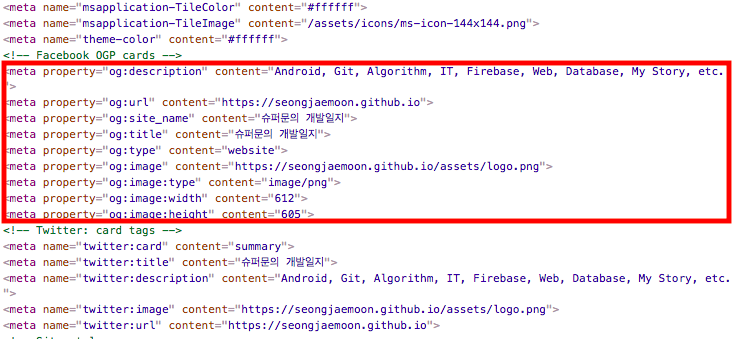 <meta name="msapplication-TileColor" content="#ffffff">
<meta name="msapplication-TileImage" content="/assets/icons/ms-icon-144x144.png">
<meta name="theme-color" content="#ffffff">
<!-- Facebook OGP cards -->
<meta property="og:description" content="Android, Git, Algorithm, IT, Firebase, Web, Database, My Story, etc.
">
<meta property="og:url" content="https://seongjaemoon.github.io">
<meta property="og:site_name" content="슈퍼문의 개발일지">
<meta property="og:title" content="슈퍼문의 개발일지">
<meta property="og:type" content="website">
<meta property="og:image" content="https://seongjaemoon.github.io/assets/logo.png">
<meta property="og:image:type" content="image/png">
<meta property="og:image:width" content="612">
<meta property="og:image:height" content="605">
<!-- Twitter: card tags -->
<meta name="twitter:card" content="summary">
<meta name="twitter:title" content="슈퍼문의 개발일지">
<meta name="twitter:description" content="Android, Git, Algorithm, IT, Firebase, Web, Database, My Story, etc.
">
<meta name="twitter:image" content="https://seongjaemoon.github.io/assets/logo.png">
<meta name="twitter:url" content="https://seongjaemoon.github.io">